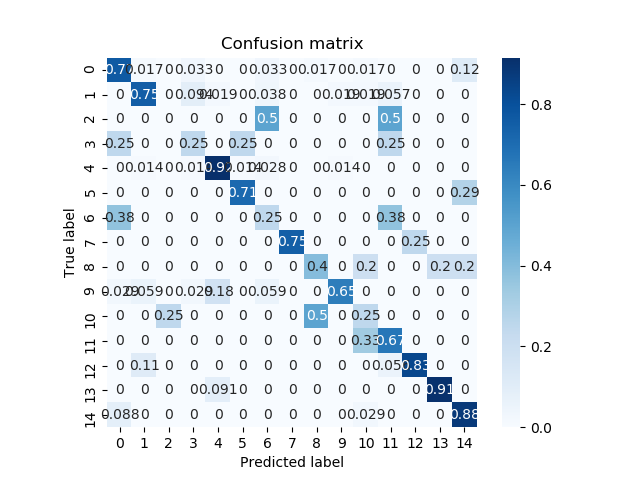 Confusion matrix
0 0.77 0.017 0 0.033 0 0 0.033 0 0.017 0 0.017 0 0 0 0.12
1 0 0.75 0 0.094 0.019 0 0.038 0 0 0.019 0.019 0.057 0 0 0
2 0 0 0 0 0 0 0.5 0 0 0 0 0.5 0 0 0
3 0.25 0 0 0.25 0 0.25 0 0 0 0 0 0.25 0 0 0
4 0 0.014 0 0.92 0.014 0.028 0 0 0.014 0 0 0 0 0
5 0 0 0 0 0 0.71 0 0 0 0 0 0 0 0 0.29
6 0.38 0 0 0 0 0 0.25 0 0 0 0 0.38 0 0 0
7 0 0 0 0 0 0 0 0.75 0 0 0 0 0.25 0 0
8 0 0 0 0 0 0 0 0 0.4 0 0.2 0 0 0.2 0.2
9 0.029 0.059 0 0.029 0.18 0 0.059 0 0 0.65 0 0 0 0 0
10 0 0 0.25 0 0 0 0 0 0.5 0 0.25 0 0 0 0
11 0 0 0 0 0 0 0 0 0 0 0.33 0.67 0 0 0
12 0 0.11 0 0 0 0 0 0 0 0 0 0.83 0 0
13 0 0 0 0 0.091 0 0 0 0 0 0 0 0 0.91 0
14 0.088 0 0 0 0 0 0 0 0 0 0.029 0 0 0 0.88
0 1 2 3 4 5 6 7 8 9 10 11 12 13 14
Predicted label
True label
0.8
0.6
0.4
0.2
0.0